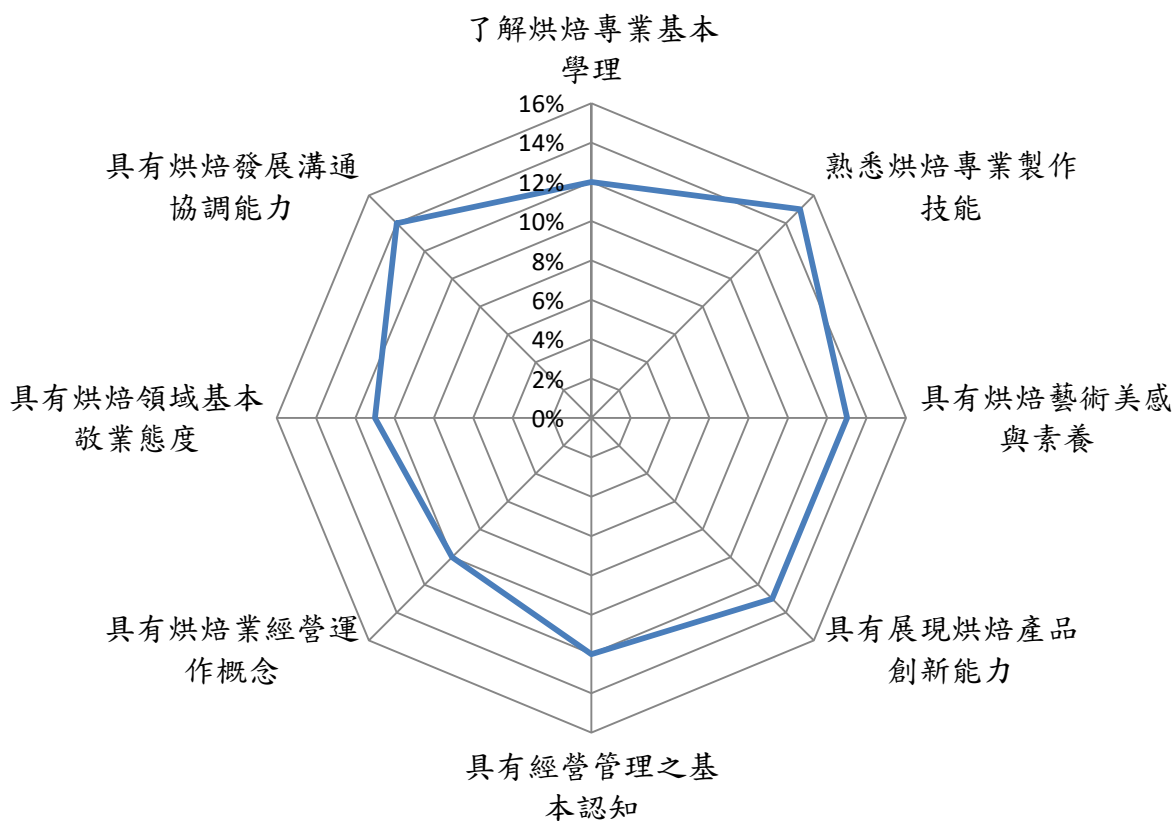 了解烘焙專業基本
學理
16%
14%
12%
10%
8%
6%
4%
2%
0%
熟悉烘焙專業製作
技能
具有烘焙藝術美感
與素養
具有展現烘焙產品
創新能力
具有經營管理之基
本認知
具有烘焙業經營運
作概念
具有烘焙領域基本
敬業態度
具有烘焙發展溝通
協調能力